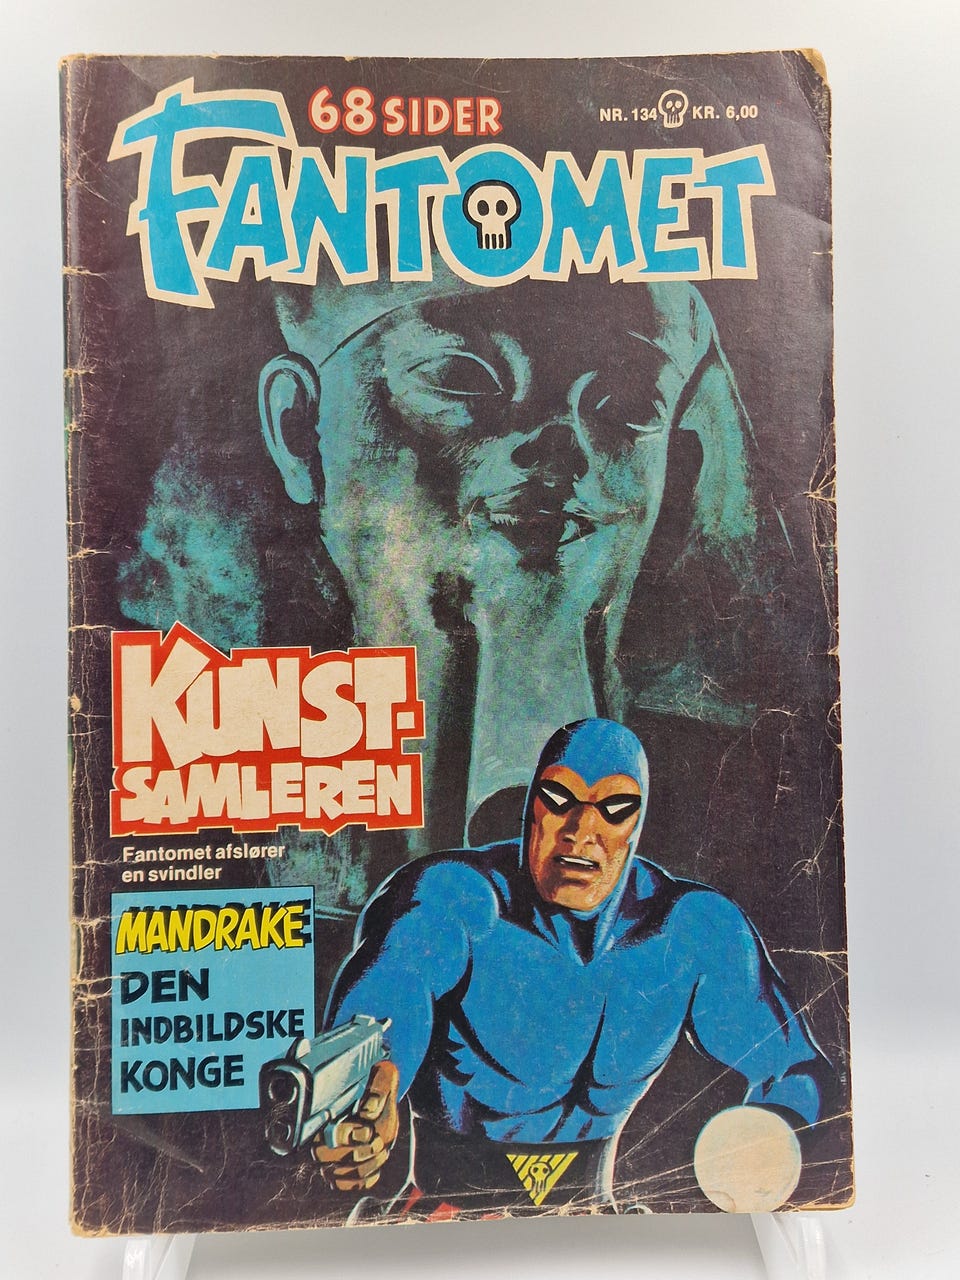 68 SIDER
NR. 134 KR. 6,00
FANTOMET
KUNST-
SAMLEREN
Fantomet afslører
en svindler
MANDRAKE
DEN
INDBILDSKE
KONGE